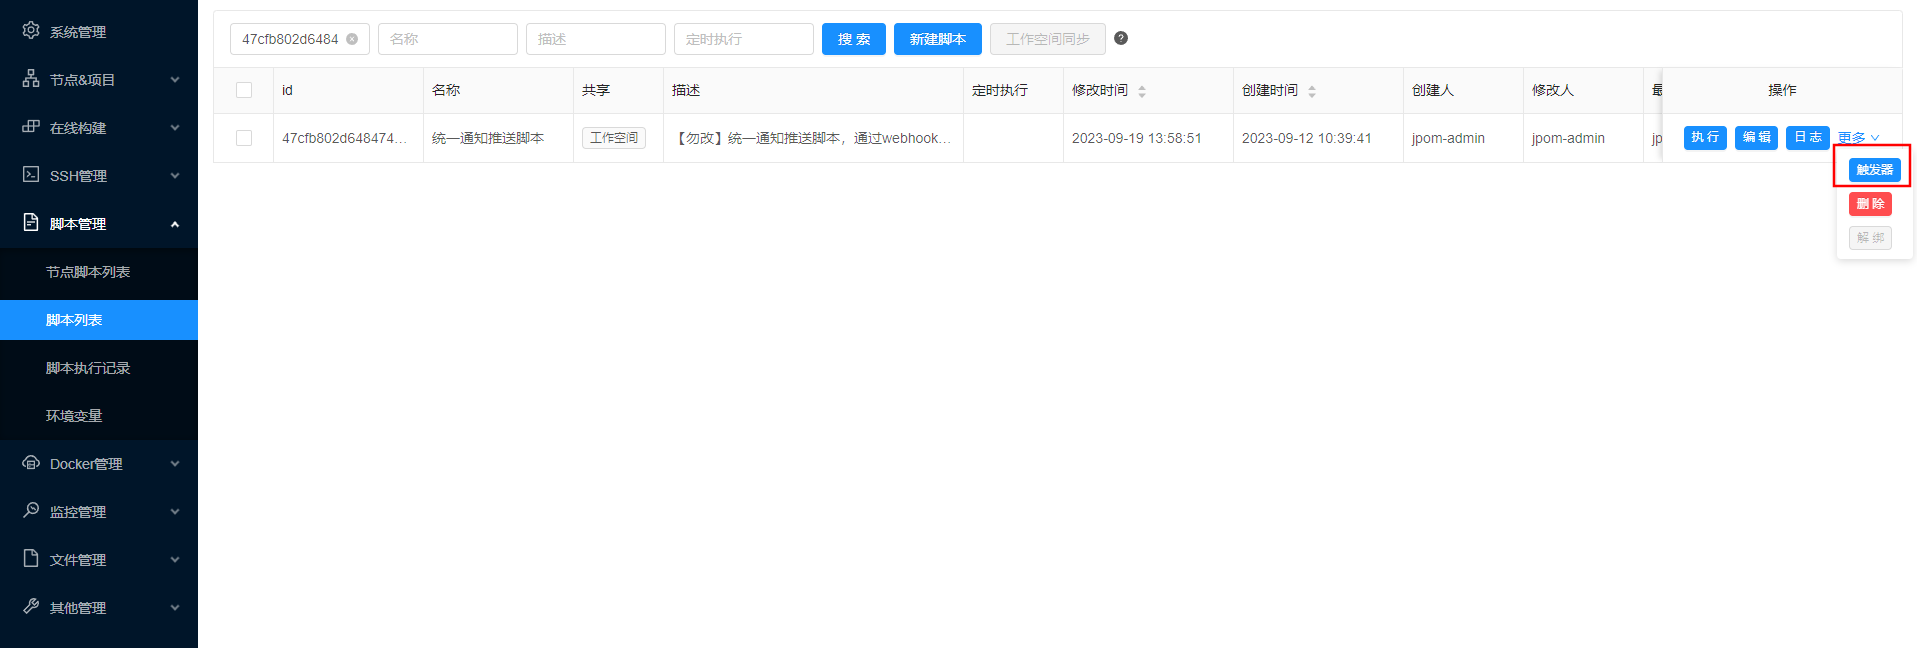 系统管理
节点&项目
在线构建
SSH管理
脚本管理
节点脚本列表
脚本列表
脚本执行记录
环境变量
Docker管理
监控管理
文件管理
其他管理
47cfb802d6484 名称 描述 定时执行 搜 索 新建脚本 工作空间同步
id 名称 共享 描述 定时执行 修改时间 创建时间 创建人 修改人 操作
47cfb802d648474... 统一通知推送脚本 工作空间 【勿改】统一通知推送脚本，通过webhook... 2023-09-19 13:58:51 2023-09-12 10:39:41 jpom-admin jpom-admin jp 执 行 编 辑 日 志 更多
触发器
删 除
解 绑